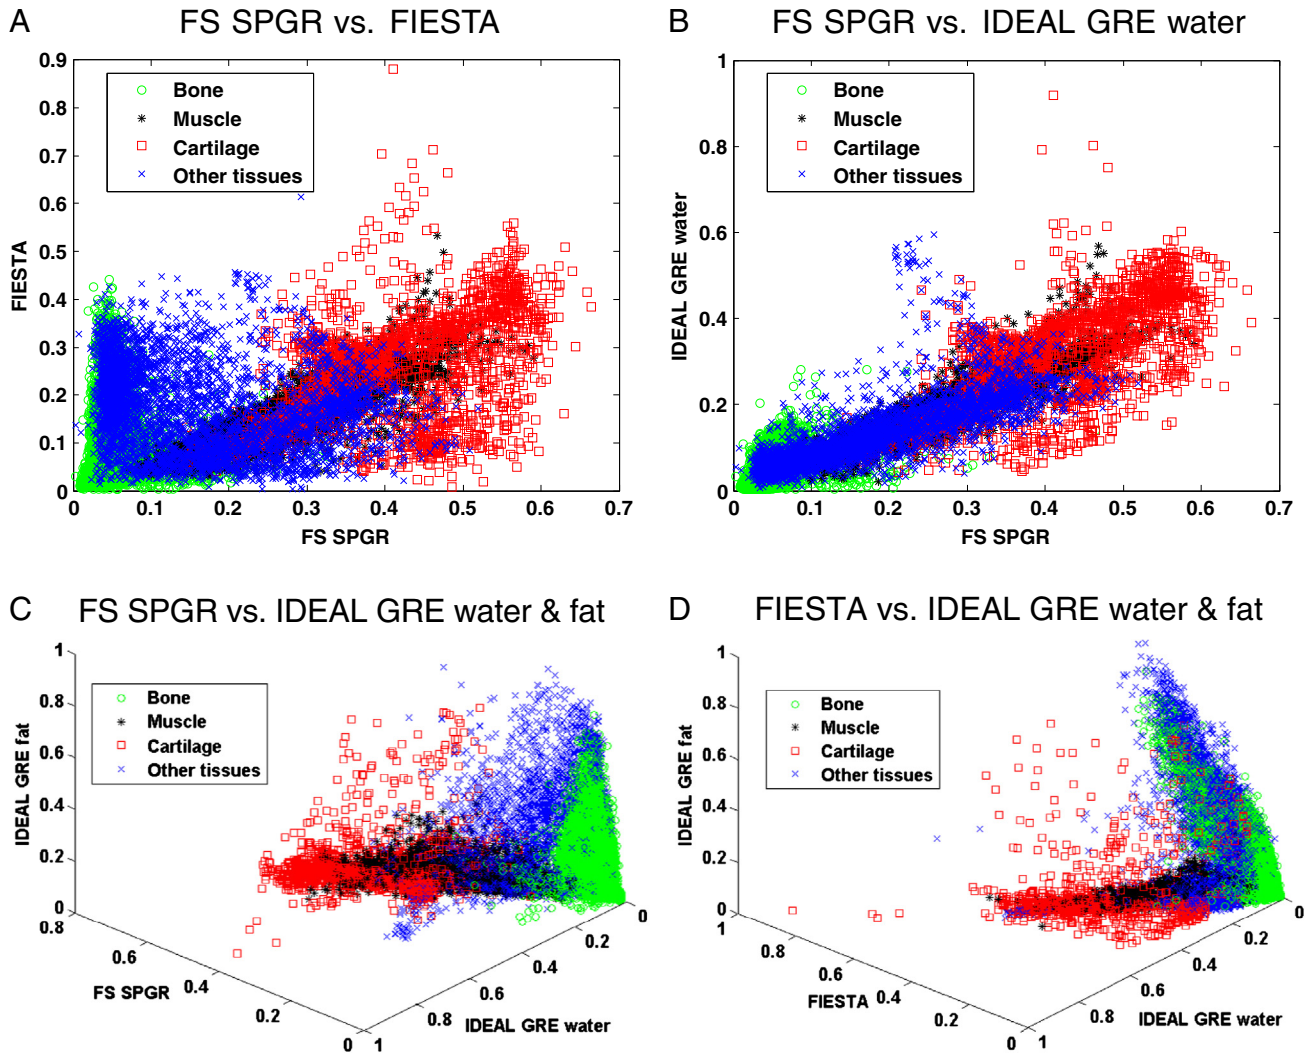 A FS SPGR vs. FIESTA
0.9
0.8
0.7
0.6
0.5
0.4
0.3
0.2
0.1
0
FIESTA
Bone
Muscle
Cartilage
Other tissues
0 0.1 0.2 0.3 0.4 0.5 0.6 0.7
FS SPGR
B FS SPGR vs. IDEAL GRE water
1
0.8
0.6
0.4
0.2
0
IDEAL GRE water
Bone
Muscle
Cartilage
Other tissues
0 0.1 0.2 0.3 0.4 0.5 0.6 0.7
FS SPGR
C FS SPGR vs. IDEAL GRE water & fat
1
0.8
0.6
0.4
0.2
0
IDEAL GRE fat
Bone
Muscle
Cartilage
Other tissues
0.8
0.6
0.4
0.2
0
FS SPGR
1
0.8
0.6
0.4
0.2
0
IDEAL GRE water
D FIESTA vs. IDEAL GRE water & fat
1
0.8
0.6
0.4
0.2
0
IDEAL GRE fat
Bone
Muscle
Cartilage
Other tissues
1
0.8
0.6
0.4
0.2
0
FIESTA
1
0.8
0.6
0.4
0.2
0
IDEAL GRE water